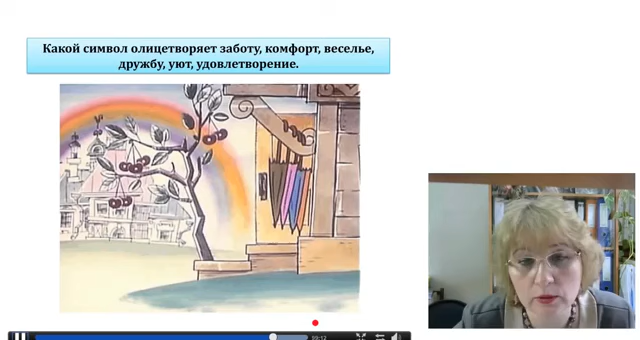 Какой символ олицетворяет заботу, комфорт, веселье,
дружбу, уют, удовлетворение.